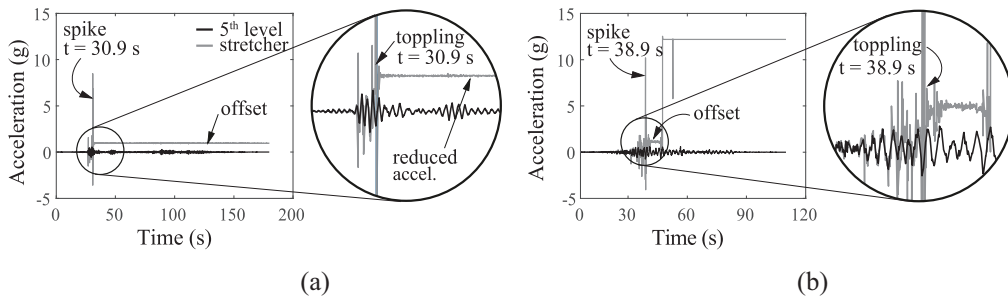 15
10
5
0
-5
Acceleration (g)
0
50
100
150
200
Time (s)
spike
t = 30.9 s
5th level
stretcher
offset
toppling
t = 30.9 s
reduced
accel.
(a)
15
10
5
0
-5
Acceleration (g)
0
30
60
90
120
Time (s)
spike
t = 38.9 s
offset
toppling
t = 38.9 s
(b)